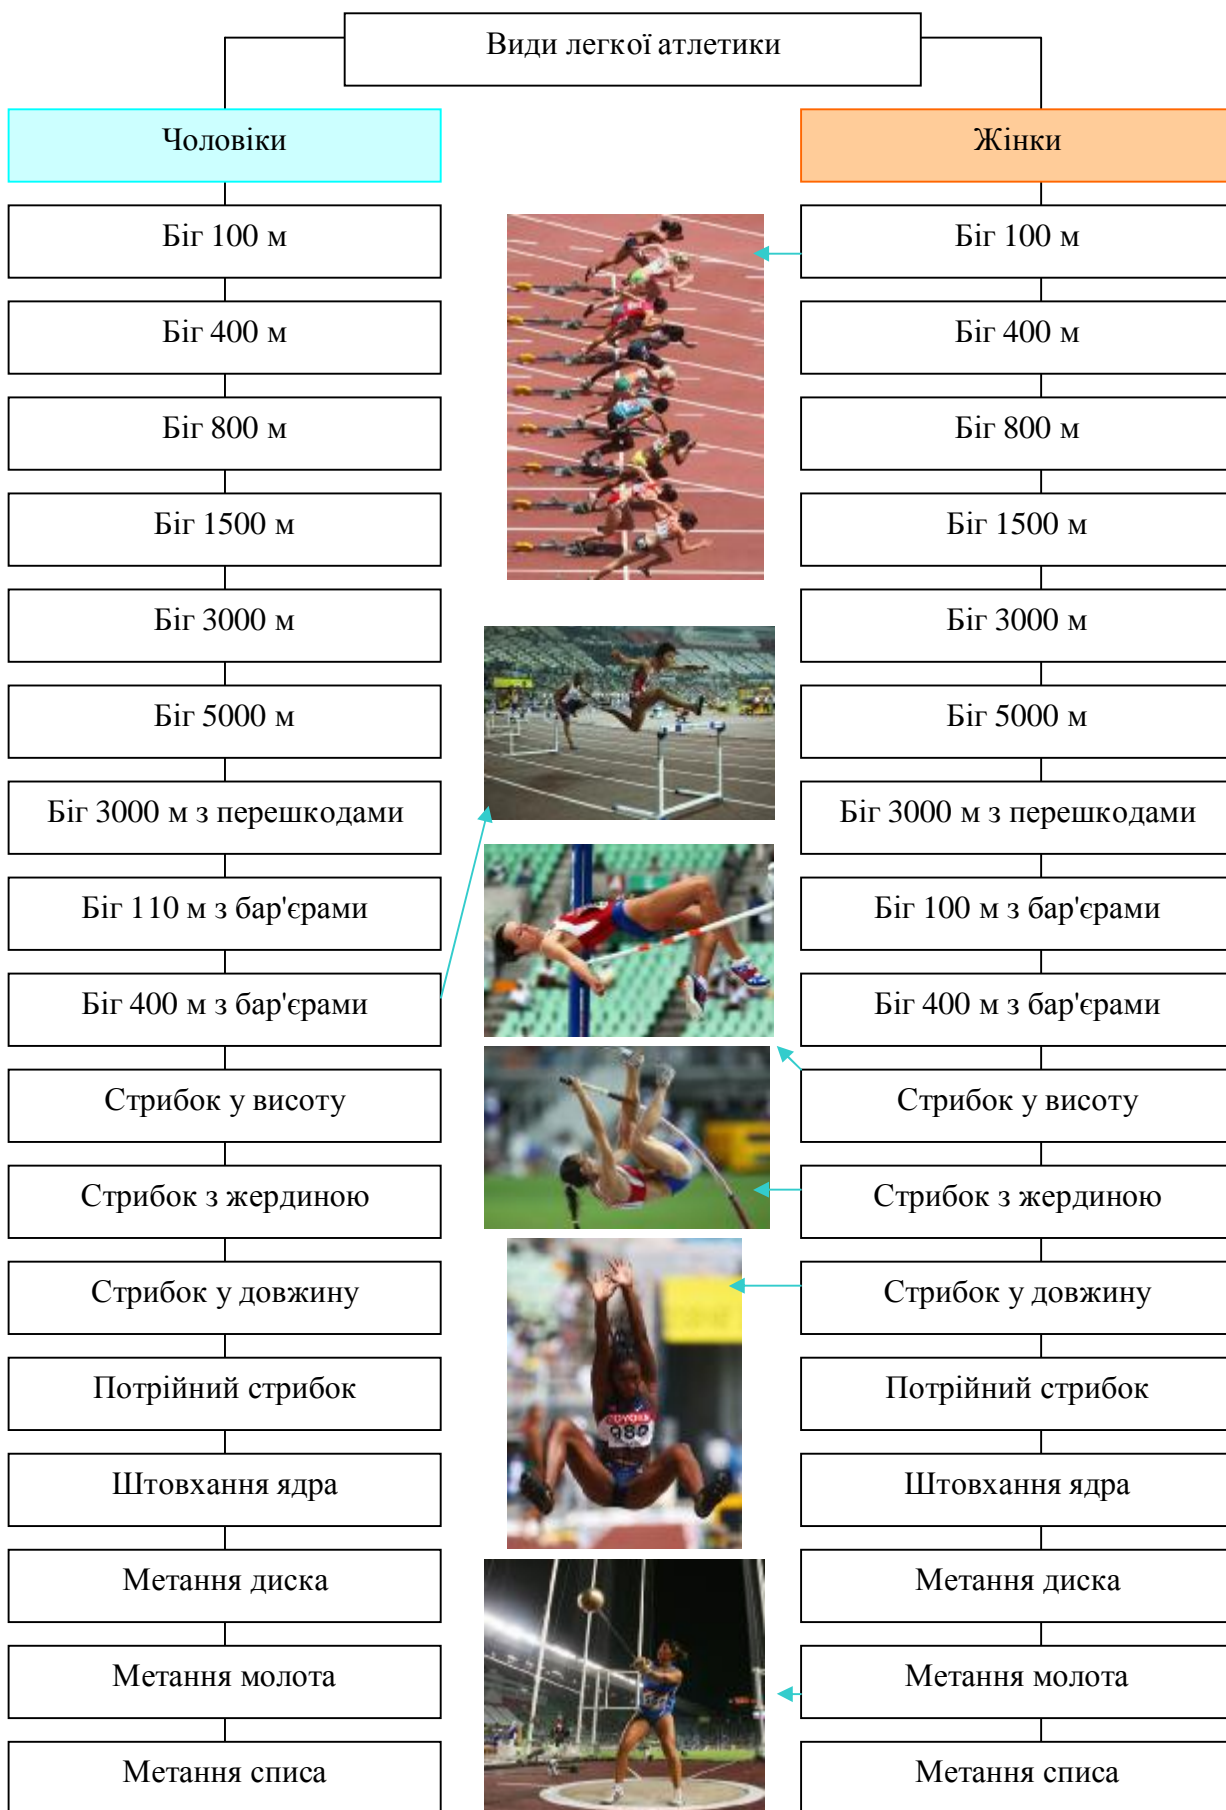 Види легкої атлетики
Чоловіки
Біг 100 м
Біг 400 м
Біг 800 м
Біг 1500 м
Біг 3000 м
Біг 5000 м
Біг 3000 м з перешкодами
Біг 110 м з бар'єрами
Біг 400 м з бар'єрами
Стрибок у висоту
Стрибок з жердиною
Стрибок у довжину
Потрійний стрибок
Штовхання ядра
Метання диска
Метання молота
Метання списа
TOYOTA
980
Жінки
Біг 100 м
Біг 400 м
Біг 800 м
Біг 1500 м
Біг 3000 м
Біг 5000 м
Біг 3000 м з перешкодами
Біг 100 м з бар'єрами
Біг 400 м з бар'єрами
Стрибок у висоту
Стрибок з жердиною
Стрибок у довжину
Потрійний стрибок
Штовхання ядра
Метання диска
Метання молота
Метання списа